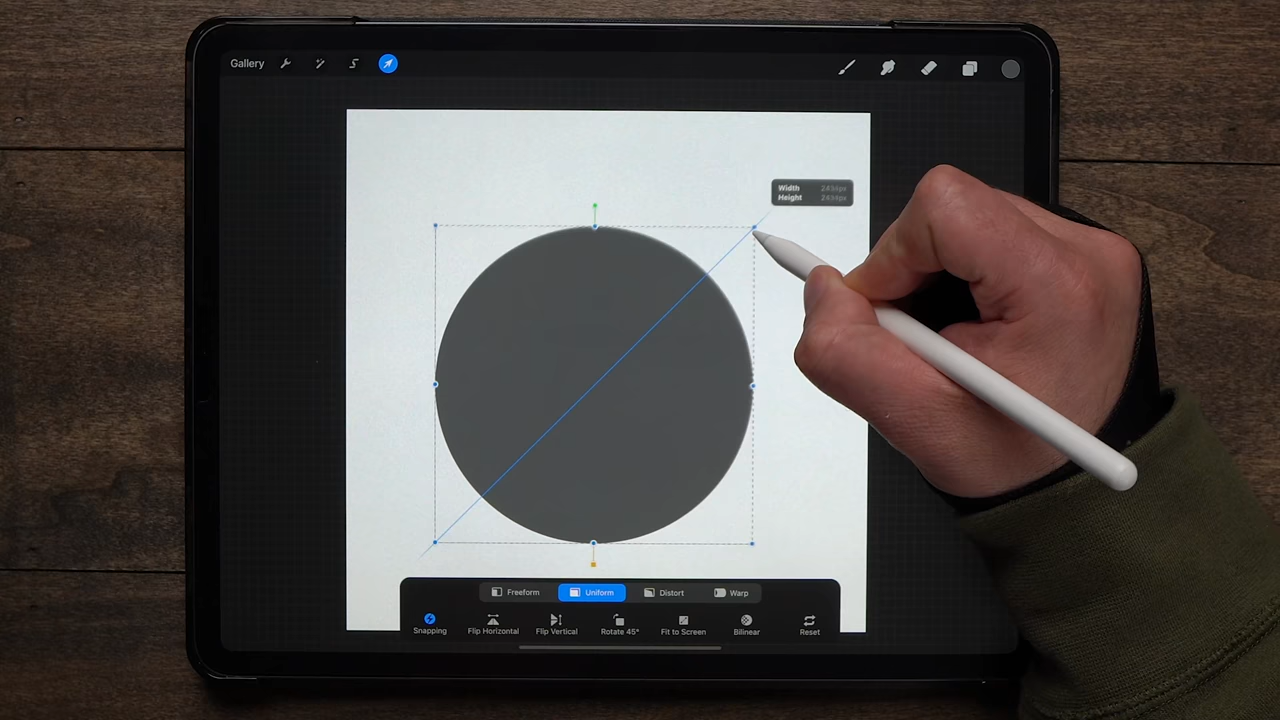 Gallery
Width
Height
Freeform
Uniform
Distort
Warp
Snapping
Flip Horizontal
Flip Vertical
Rotate 45°
Fit to Screen
Bilinear
Reset